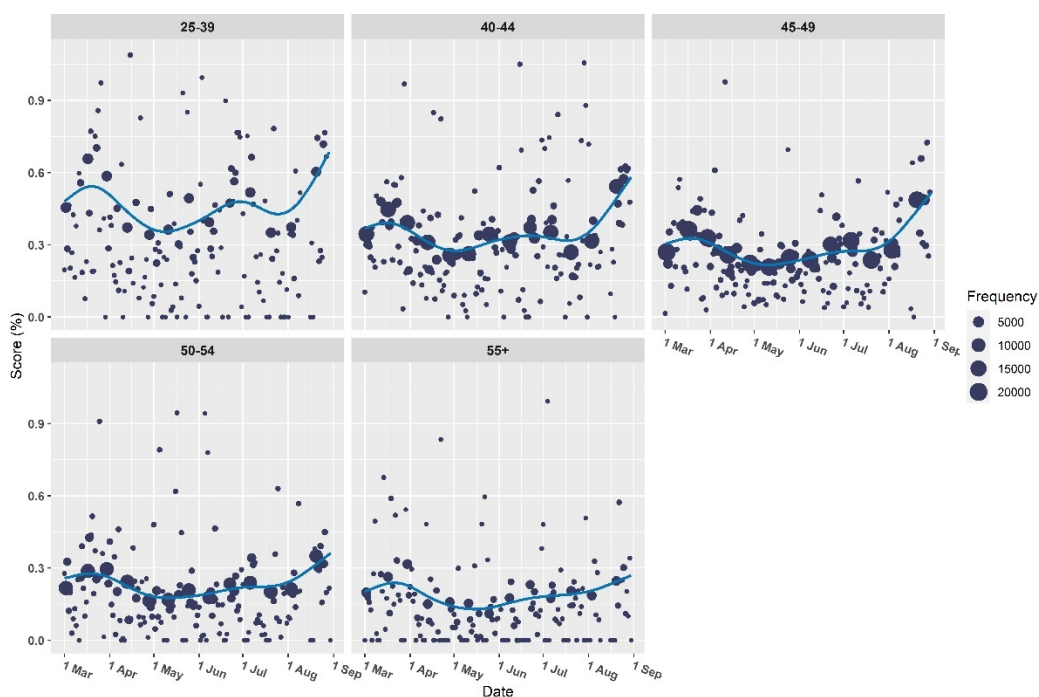 25-39
40-44
45-49
0.9
0.6
0.3
0.0
1 Mar
1 Apr
1 May
1 Jun
1 Jul
1 Aug
1 Sep
Frequency
5000
10000
15000
20000
Score (%)
50-54
55+
0.9
0.6
0.3
0.0
1 Mar
1 Apr
1 May
1 Jun
1 Jul
1 Aug
1 Sep
1 Mar
1 Apr
1 May
1 Jun
1 Jul
1 Aug
1 Sep
Date